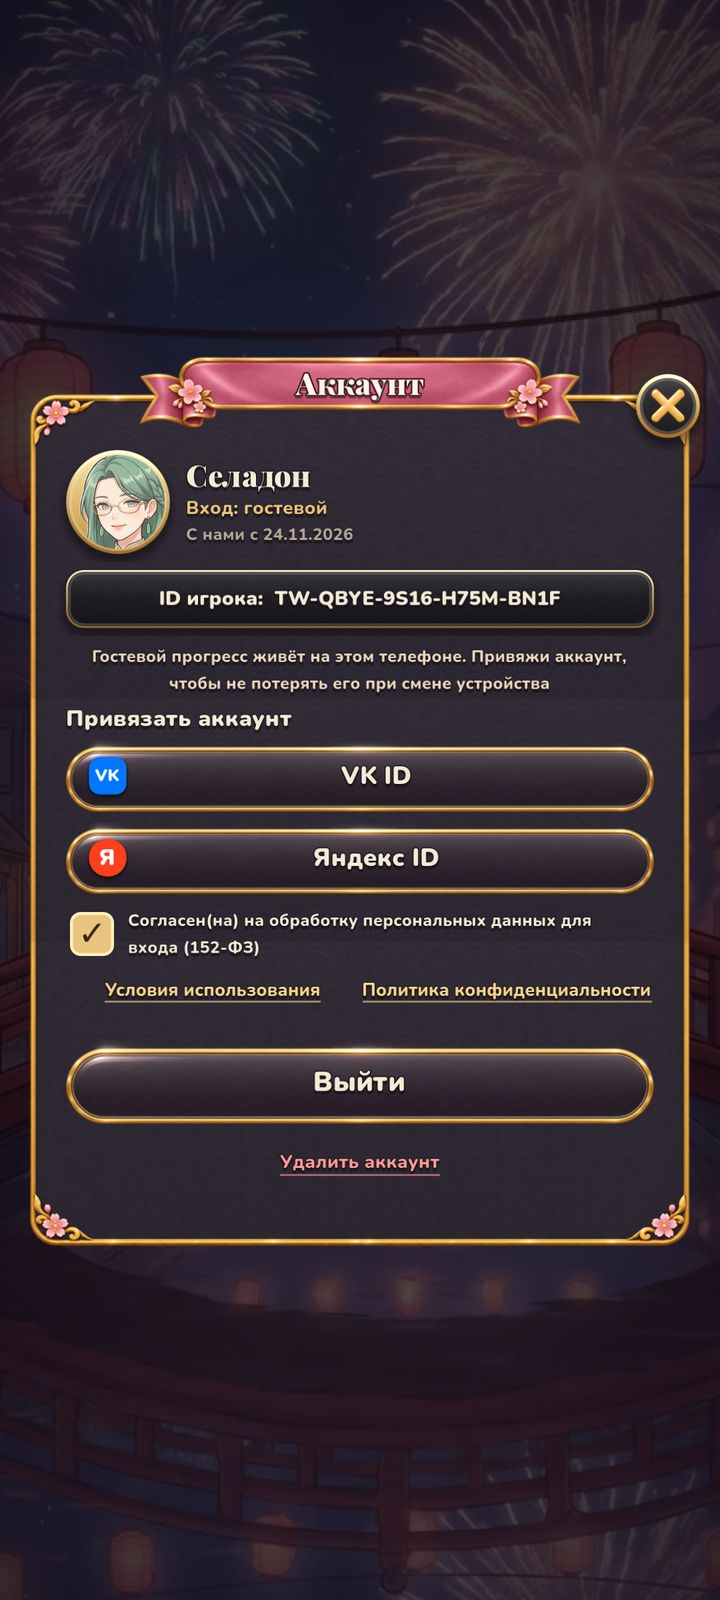 Аккаунт
Селадон
Вход: гостевой
С нами с 24.11.2026
ID игрока: TW-QBYE-9S16-H75M-BN1F
Гостевой прогресс живёт на этом телефоне. Привяжи аккаунт,
чтобы не потерять его при смене устройства
Привязать аккаунт
VK VK ID
Я Яндекс ID
✓ Согласен(на) на обработку персональных данных для
входа (152-ФЗ)
Условия использования Политика конфиденциальности
Выйти
Удалить аккаунт